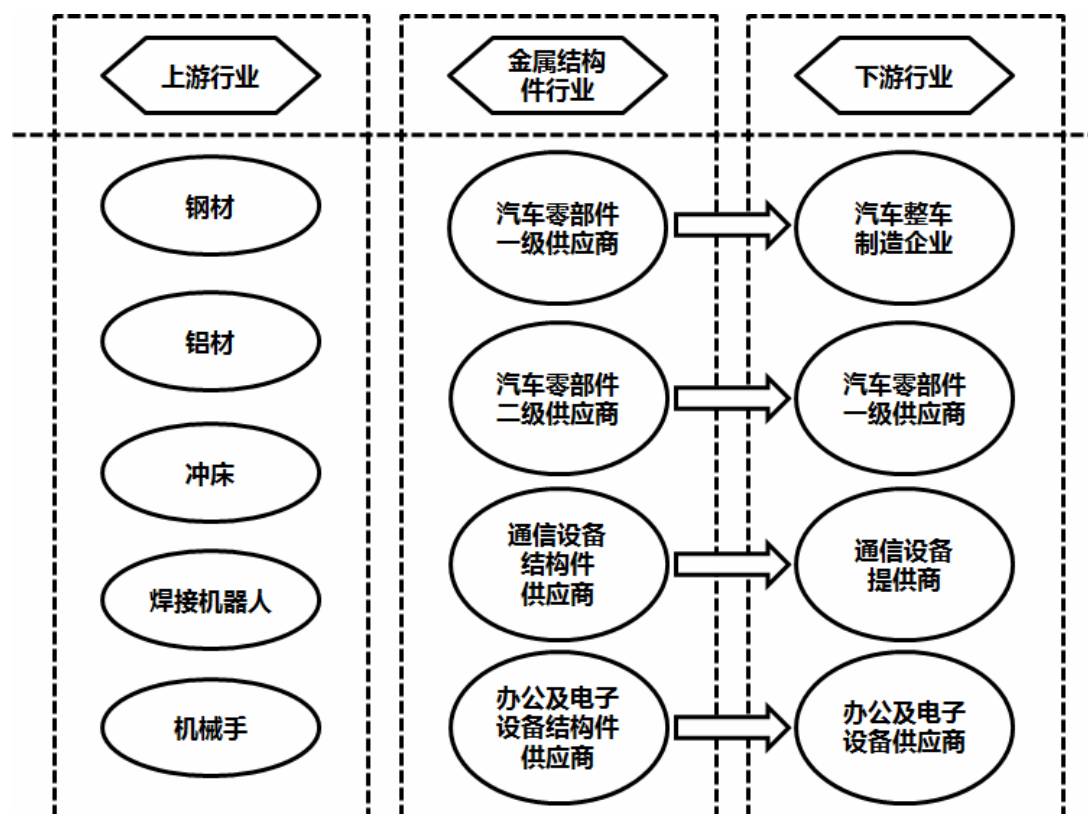 上游行业
金属结构
件行业
下游行业
钢材
铝材
冲床
焊接机器人
机械手
汽车零部件
一级供应商
汽车零部件
二级供应商
通信设备
结构件
供应商
办公及电子
设备结构件
供应商
汽车整车
制造企业
汽车零部件
一级供应商
通信设备
提供商
办公及电子
设备供应商